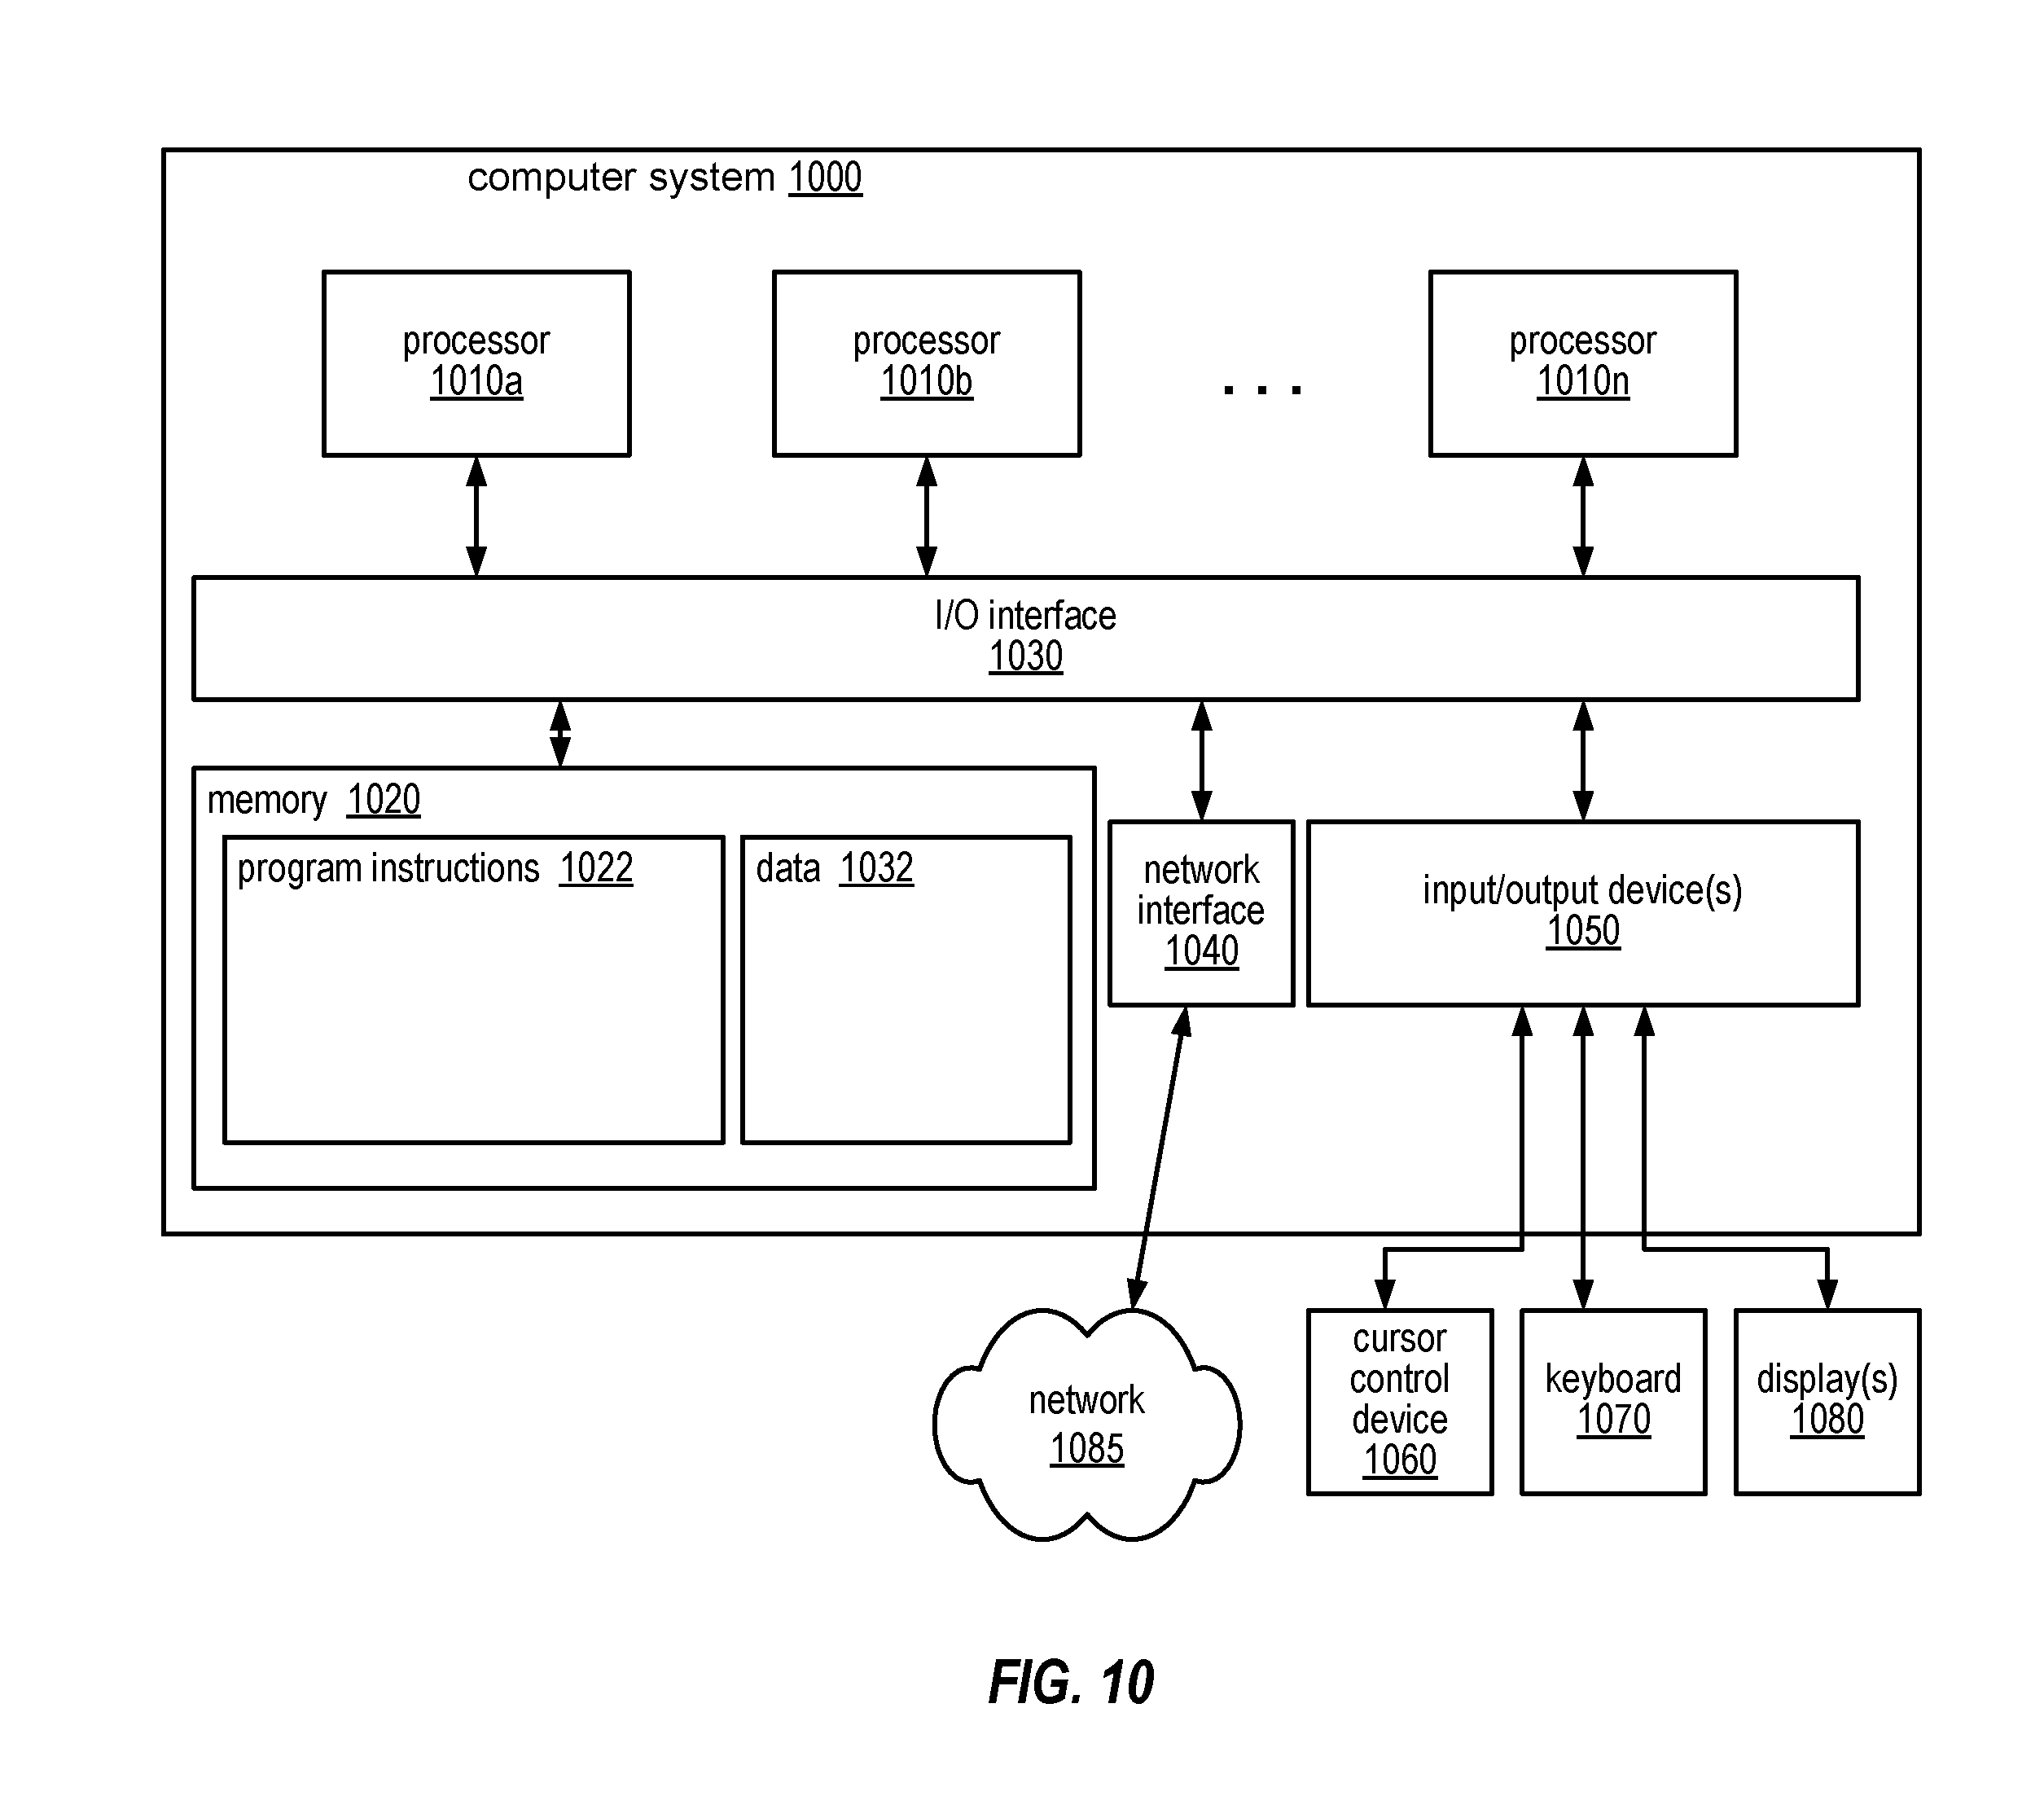 computer system 1000
processor
1010a
processor
1010b
. . .
processor
1010n
I/O interface
1030
memory 1020
program instructions 1022
data 1032
network
interface
1040
input/output device(s)
1050
network
1085
cursor
control
device
1060
keyboard
1070
display(s)
1080
FIG. 10